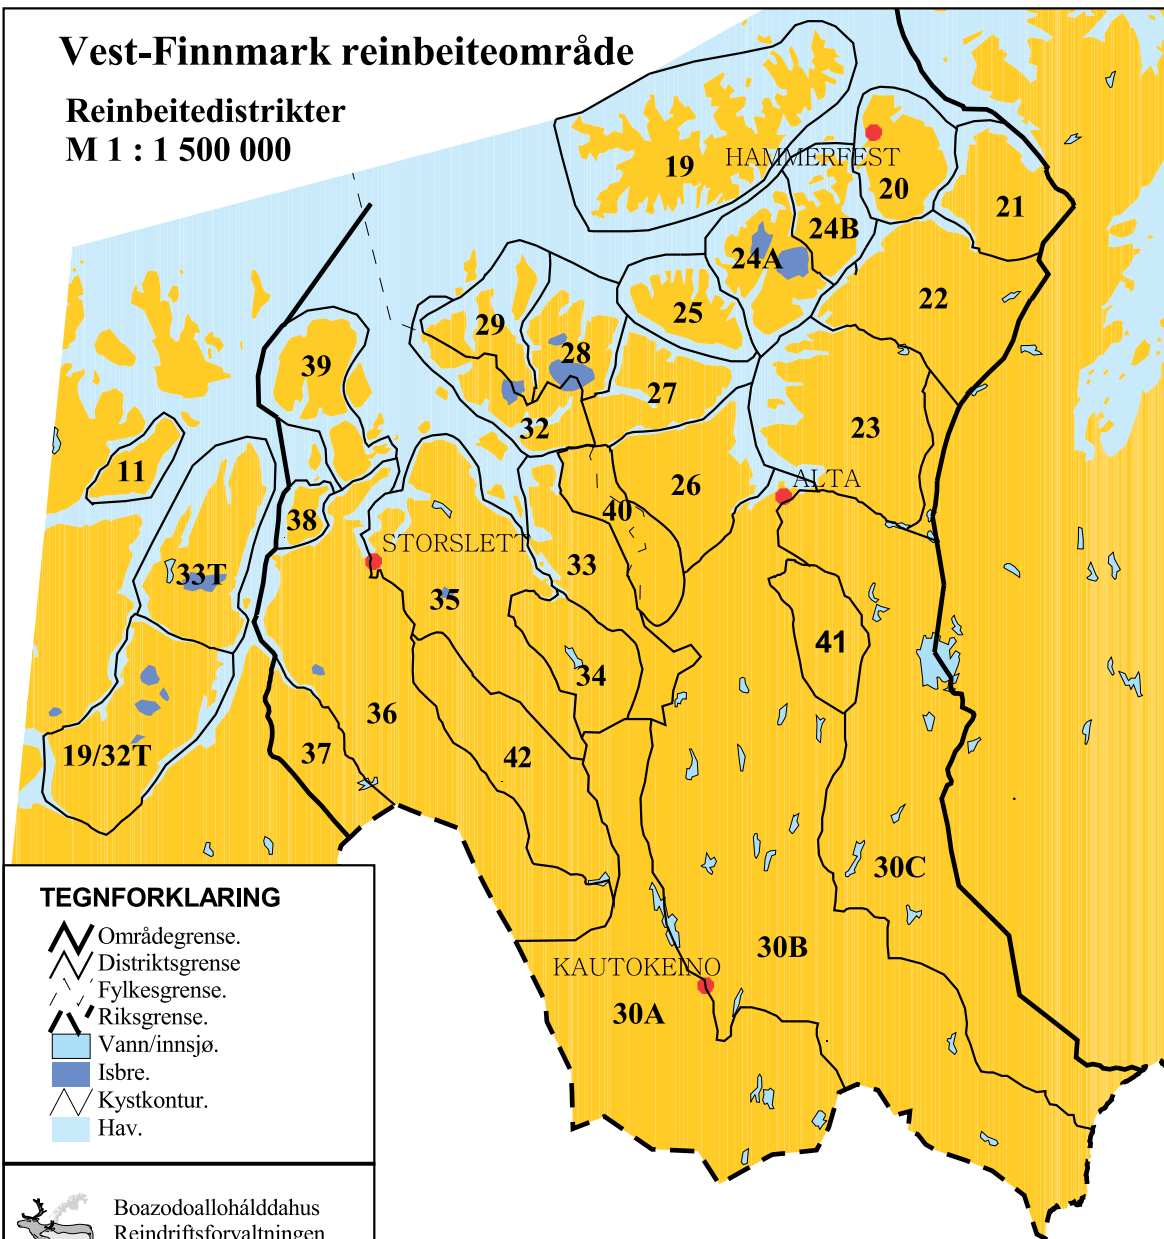 Vest-Finnmark reinbeiteområde
Reinbeitedistrikter
M 1 : 1 500 000
19
HAMMERFEST
20
21
24B
24A
22
25
29
28
39
27
32
23
11
26
ALTA
40
38
STORSLETT
33
33T
35
41
34
36
37
42
19/32T
30C
30B
KAUTOKEINO
30A
TEGNFORKLARING
Områdegrense.
Distriktsgrense
Fylkesgrense.
Riksgrense.
Vann/innsjø.
Isbre.
Kystkontur.
Hav.
Boazodoallohálddahus
Reindriftsforvaltningen